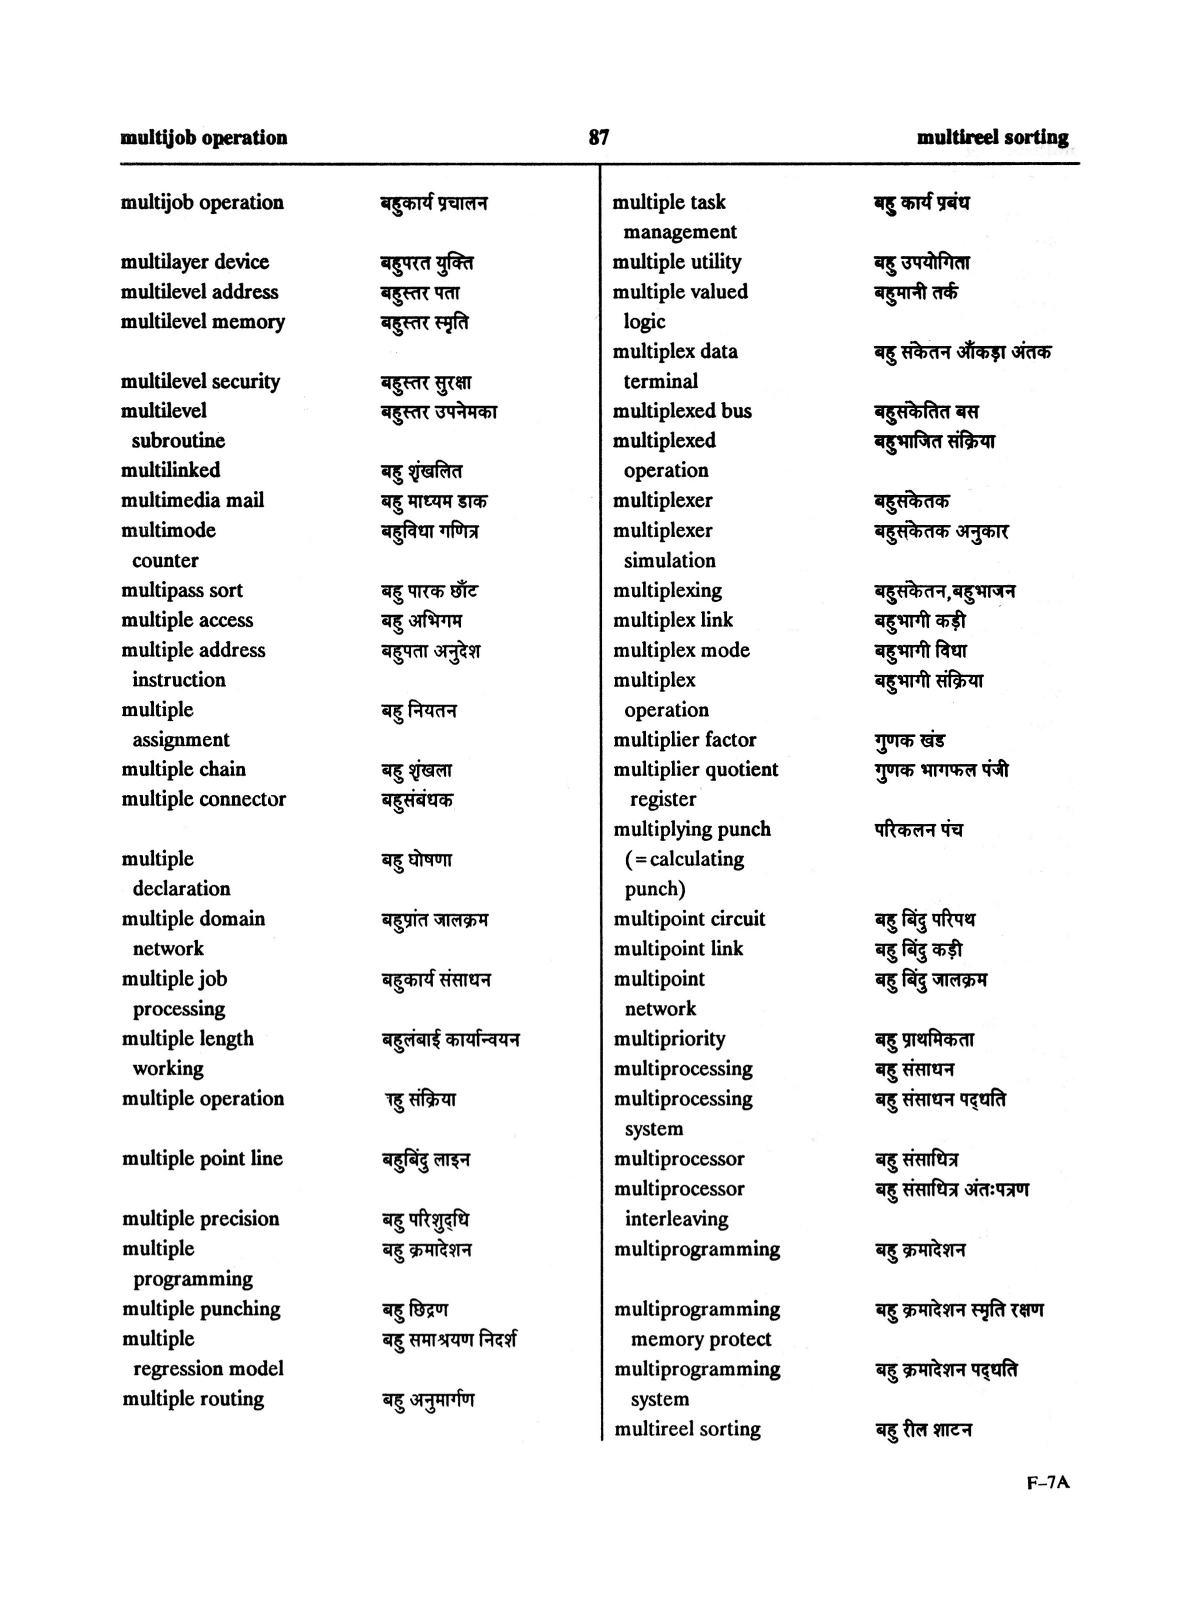 multijob operation 87 multireel sorting
multijob operation बहुकार्य प्रचालन
multilayer device बहुपरत युक्ति
multilevel address बहुस्तर पता
multilevel memory बहुस्तर स्मृति
multilevel security बहुस्तर सुरक्षा
multilevel बहुस्तर उपनेमका
subroutine
multilinked बहु शृंखलित
multimedia mail बहु माध्यम डाक
multimode बहुविधा गणित्र
counter
multipass sort बहु पारक छाँट
multiple access बहु अभिगम
multiple address बहुपता अनुदेश
instruction
multiple बहु नियतन
assignment
multiple chain बहु शृंखला
multiple connector बहुसंबंधक
multiple बहु घोषणा
declaration
multiple domain बहुप्रांत जालक्रम
network
multiple job बहुकार्य संसाधन
processing
multiple length बहुलंबाई कार्यान्वयन
working
multiple operation संक्रिया
multiple point line बहुबिंदु लाइन
multiple precision बहु परिशुद्धि
multiple बहु क्रमादेशन
programming
multiple punching बहु छिद्रण
multiple बहु समाश्रयण निदर्श
regression model
multiple routing बहु अनुमार्गण
multiple task बहु कार्य प्रबंध
management
multiple utility बहु उपयोगिता
multiple valued बहुमानी तर्क
logic
multiplex data बहु संकेतन आँकड़ा अंतक
terminal
multiplexed bus बहुसंकेतित बस
multiplexed बहुभाजित संक्रिया
operation
multiplexer बहुसंकेतक
multiplexer बहुसंकेतक अनुकार
simulation
multiplexing बहुसंकेतन,बहुभाजन
multiplex link बहुभागी कड़ी
multiplex mode बहुभागी विधा
multiplex बहुभागी संक्रिया
operation
multiplier factor गुणक खंड
multiplier quotient गुणक भागफल पंजी
register
multiplying punch परिकलन पंच
(=calculating
punch)
multipoint circuit बहु बिंदु परिपथ
multipoint link बहु बिंदु कड़ी
multipoint बहु बिंदु जालक्रम
network
multipriority बहु प्राथमिकता
multiprocessing बहु संसाधन
multiprocessing बहु संसाधन पद्धति
system
multiprocessor बहु संसाधित्र
multiprocessor बहु संसाधित्र अंतःपत्रण
interleaving
multiprogramming बहु क्रमादेशन
multiprogramming बहु क्रमादेशन स्मृति रक्षण
memory protect
multiprogramming बहु क्रमादेशन पद्धति
system
multireel sorting बहु रील शाटन
F–7A